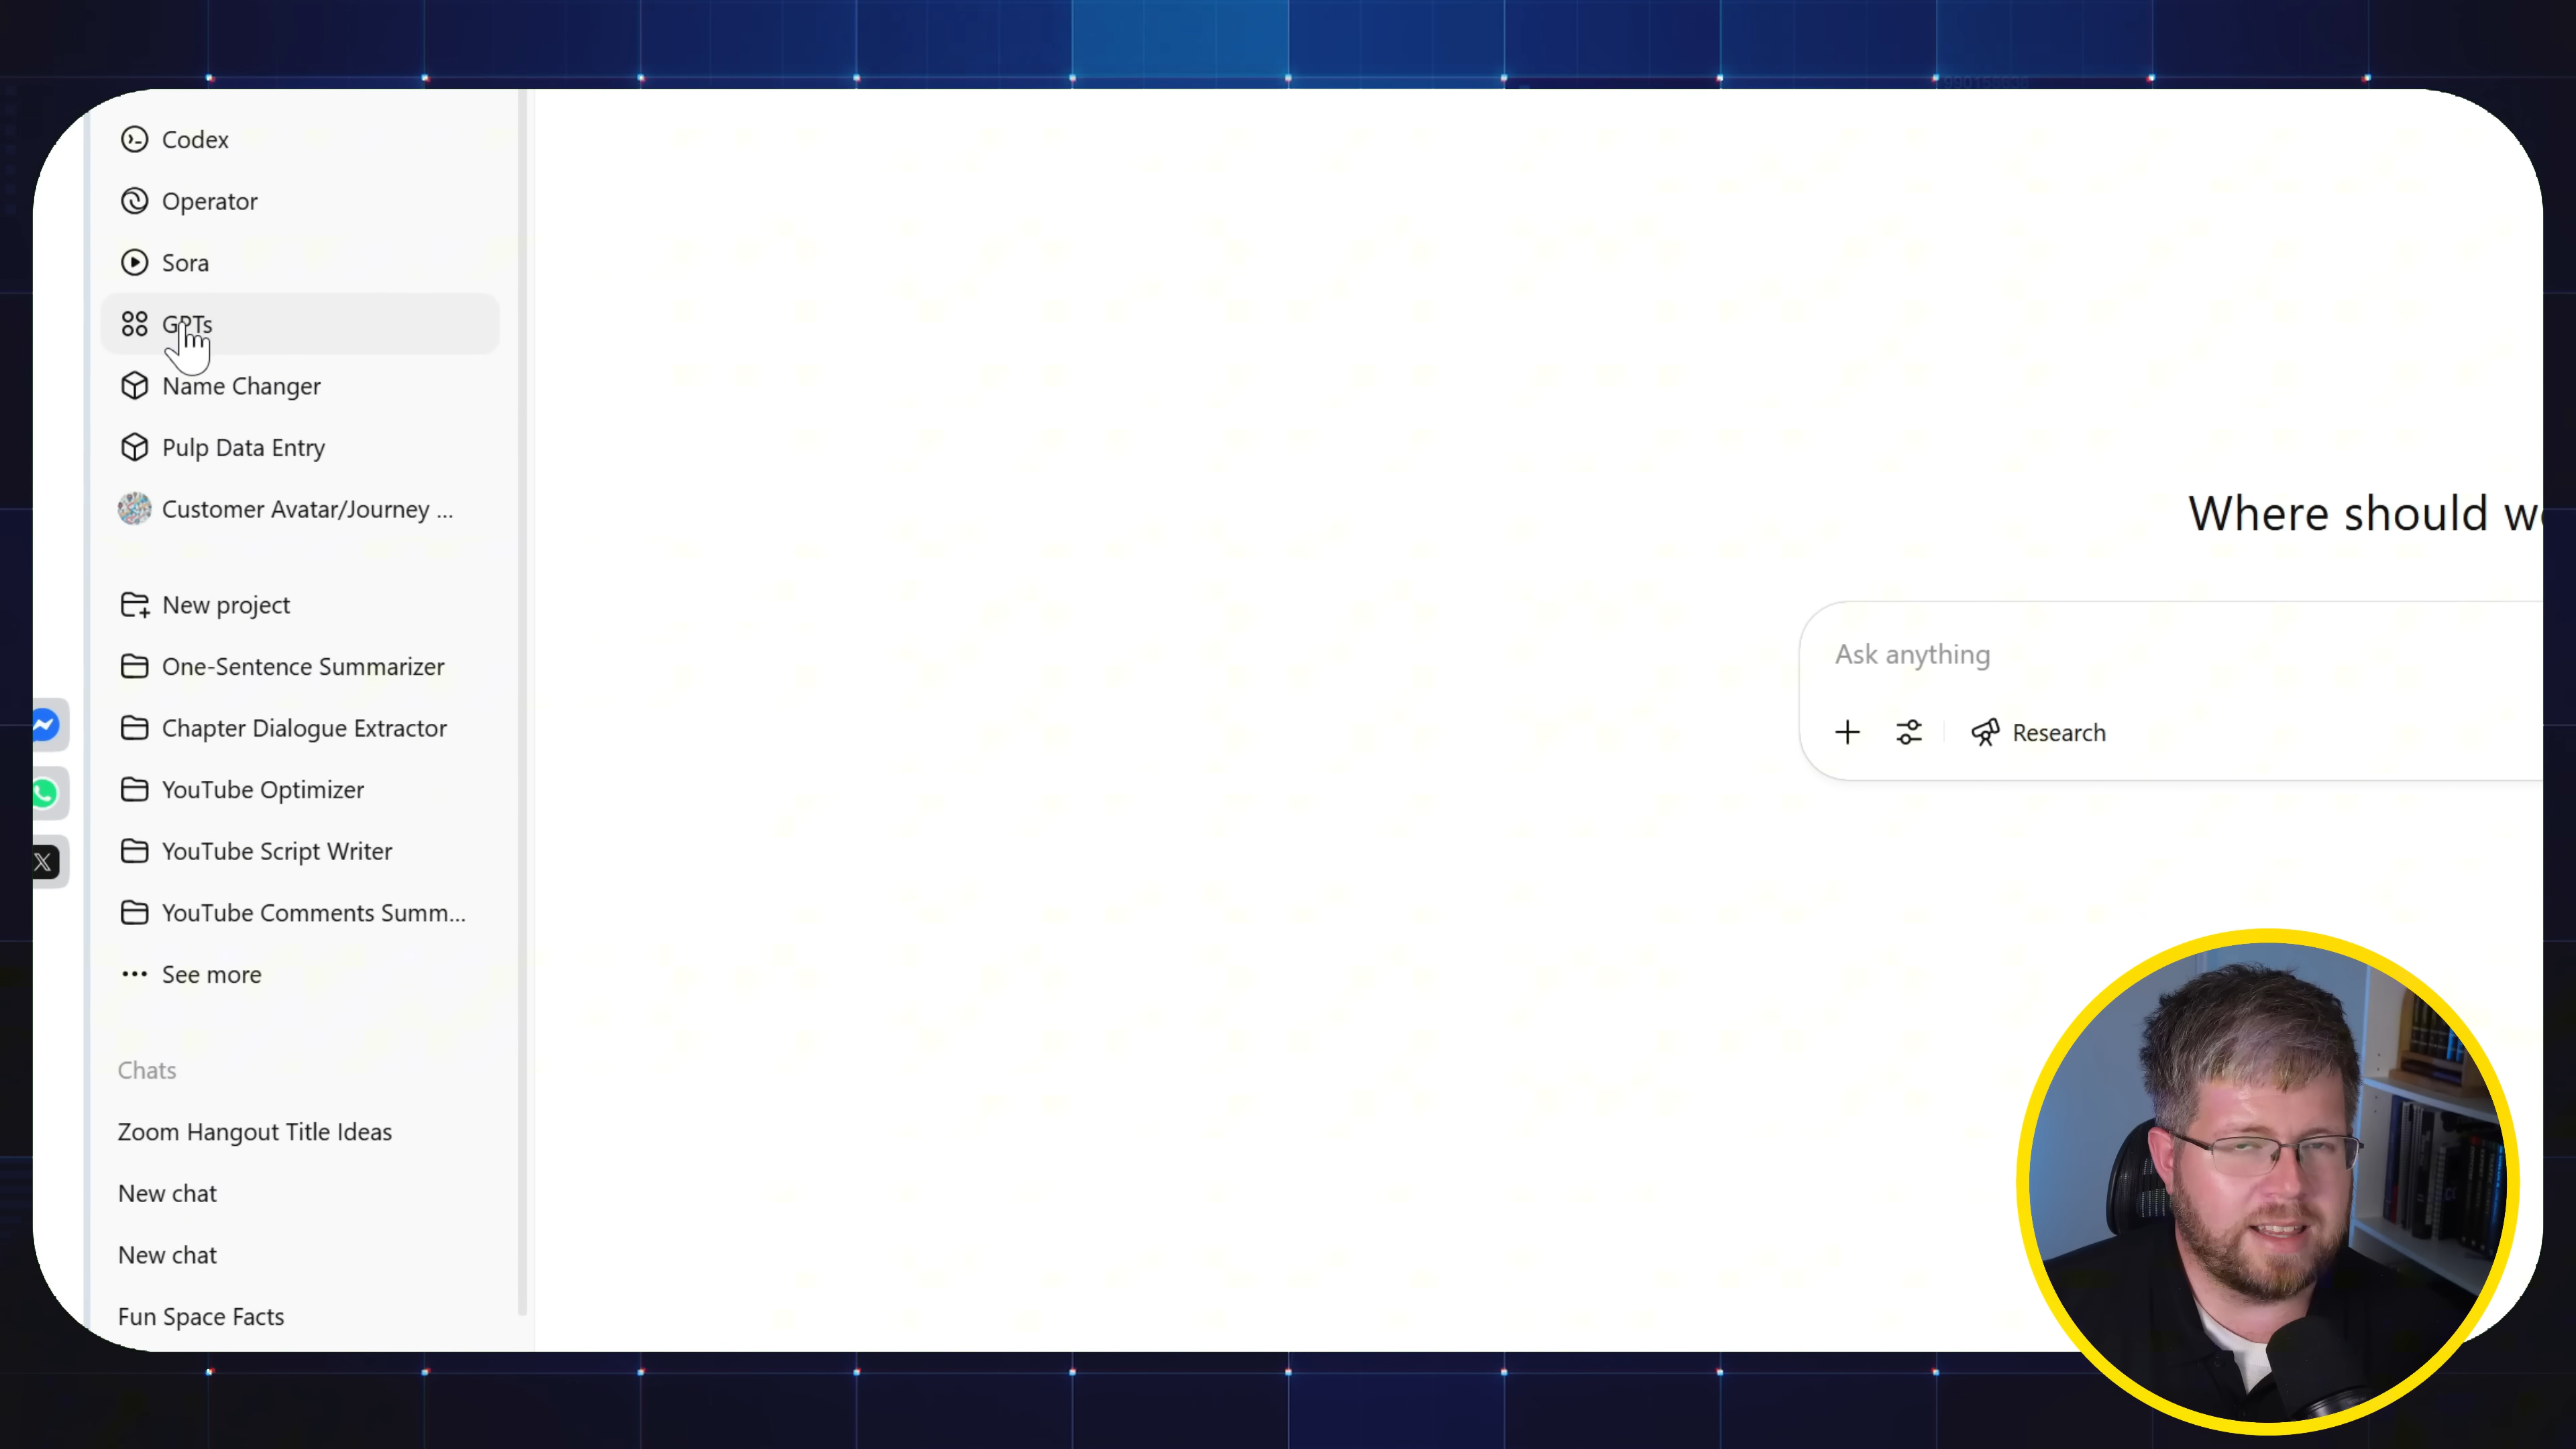 Codex
Operator
Sora
GPTs
Name Changer
Pulp Data Entry
Customer Avatar/Journey ...
New project
One-Sentence Summarizer
Chapter Dialogue Extractor
YouTube Optimizer
YouTube Script Writer
YouTube Comments Summ...
See more
Chats
Zoom Hangout Title Ideas
New chat
New chat
Fun Space Facts
Where should we
Ask anything
Research